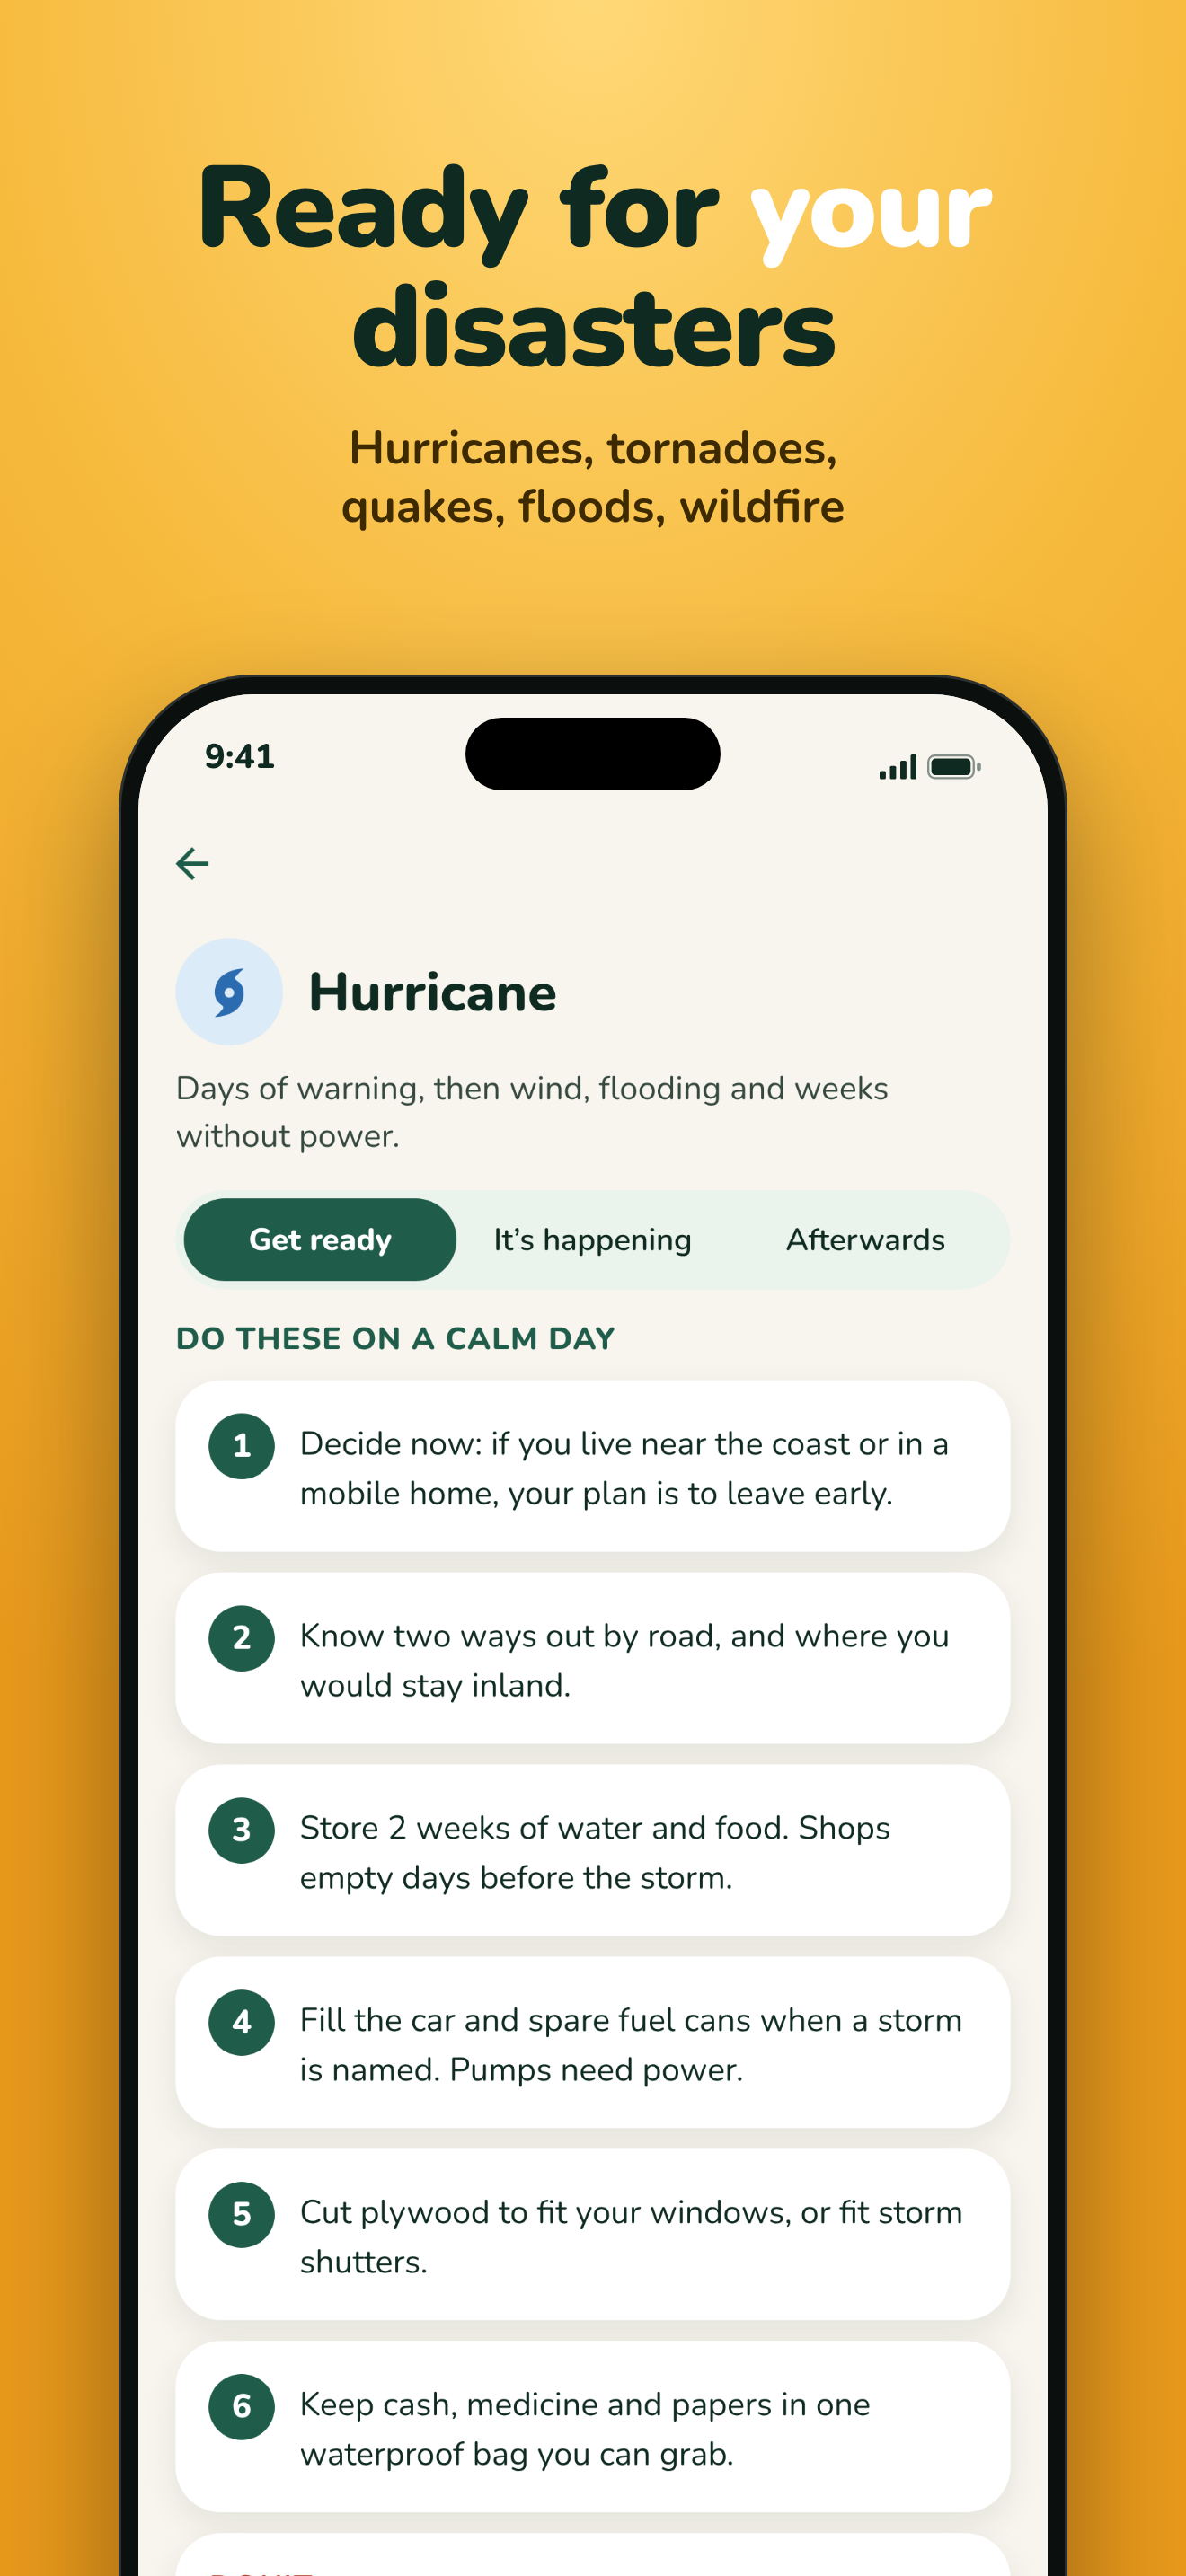 Ready for your
disasters
Hurricanes, tornadoes,
quakes, floods, wildfire
9:41
Hurricane
Days of warning, then wind, flooding and weeks
without power.
Get ready
It’s happening
Afterwards
DO THESE ON A CALM DAY
1
Decide now: if you live near the coast or in a
mobile home, your plan is to leave early.
2
Know two ways out by road, and where you
would stay inland.
3
Store 2 weeks of water and food. Shops
empty days before the storm.
4
Fill the car and spare fuel cans when a storm
is named. Pumps need power.
5
Cut plywood to fit your windows, or fit storm
shutters.
6
Keep cash, medicine and papers in one
waterproof bag you can grab.